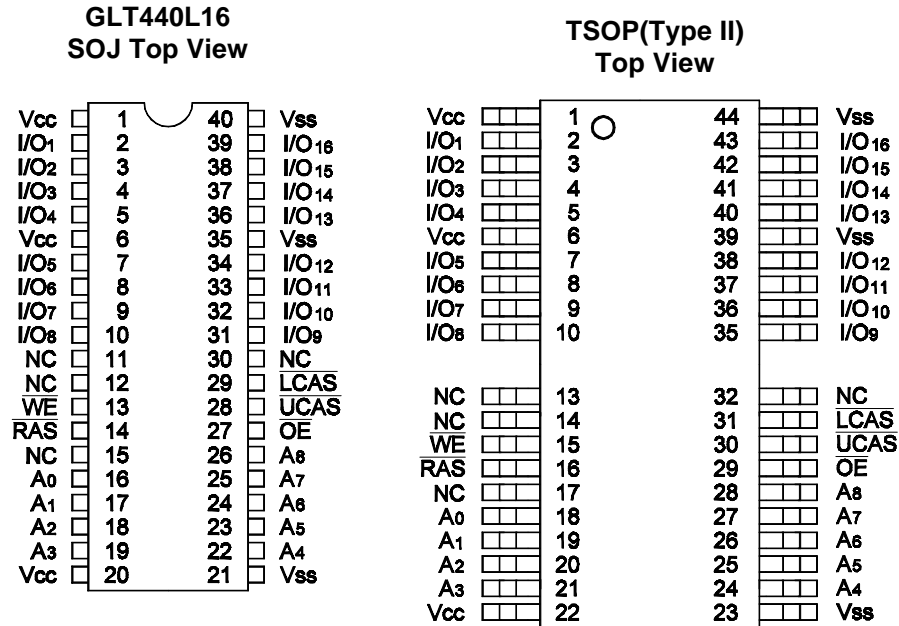 GLT440L16
SOJ Top View
Vcc 1 40 Vss
I/O1 2 39 I/O16
I/O2 3 38 I/O15
I/O3 4 37 I/O14
I/O4 5 36 I/O13
Vcc 6 35 Vss
I/O5 7 34 I/O12
I/O6 8 33 I/O11
I/O7 9 32 I/O10
I/O8 10 31 I/O9
NC 11 30 NC
NC 12 29 LCAS
WE 13 28 UCAS
RAS 14 27 OE
NC 15 26 A8
A0 16 25 A7
A1 17 24 A6
A2 18 23 A5
A3 19 22 A4
Vcc 20 21 Vss
TSOP(Type II)
Top View
Vcc 1 44 Vss
I/O1 2 43 I/O16
I/O2 3 42 I/O15
I/O3 4 41 I/O14
I/O4 5 40 I/O13
Vcc 6 39 Vss
I/O5 7 38 I/O12
I/O6 8 37 I/O11
I/O7 9 36 I/O10
I/O8 10 35 I/O9
NC 13 32 NC
NC 14 31 LCAS
WE 15 30 UCAS
RAS 16 29 OE
NC 17 28 A8
A0 18 27 A7
A1 19 26 A6
A2 20 25 A5
A3 21 24 A4
Vcc 22 23 Vss